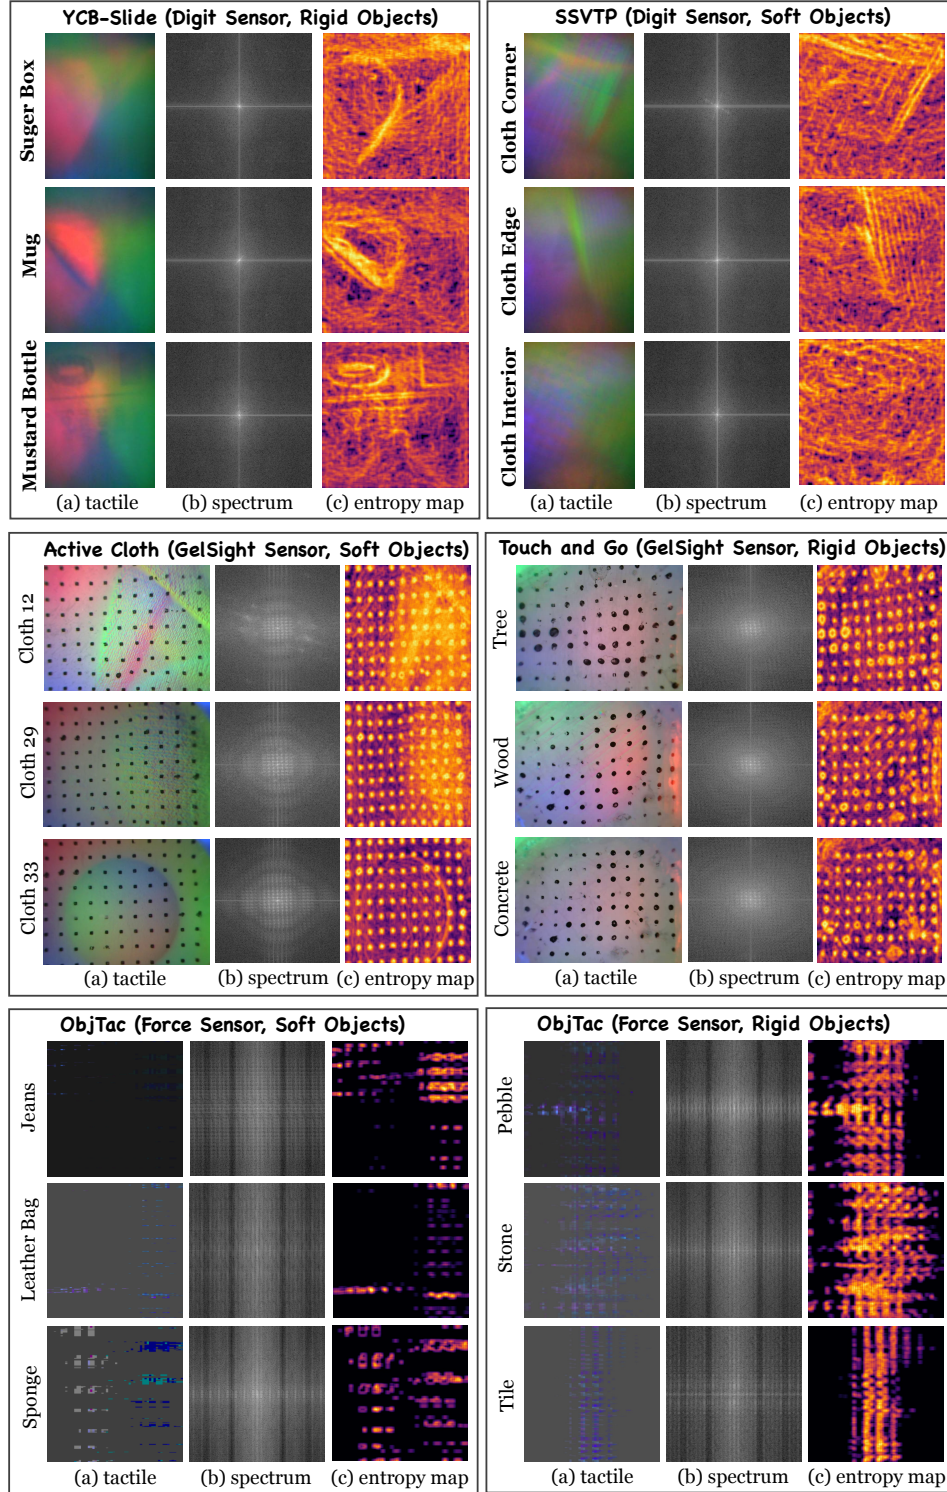 YCB-Slide (Digit Sensor, Rigid Objects)
Suger Box
Mug
Mustard Bottle
(a) tactile
(b) spectrum
(c) entropy map
SSVTP (Digit Sensor, Soft Objects)
Cloth Corner
Cloth Edge
Cloth Interior
(a) tactile
(b) spectrum
(c) entropy map
Active Cloth (GelSight Sensor, Soft Objects)
Cloth 12
Cloth 29
Cloth 33
(a) tactile
(b) spectrum
(c) entropy map
Touch and Go (GelSight Sensor, Rigid Objects)
Tree
Wood
Concrete
(a) tactile
(b) spectrum
(c) entropy map
ObjTac (Force Sensor, Soft Objects)
Jeans
Leather Bag
Sponge
(a) tactile
(b) spectrum
(c) entropy map
ObjTac (Force Sensor, Rigid Objects)
Pebble
Stone
Tile
(a) tactile
(b) spectrum
(c) entropy map